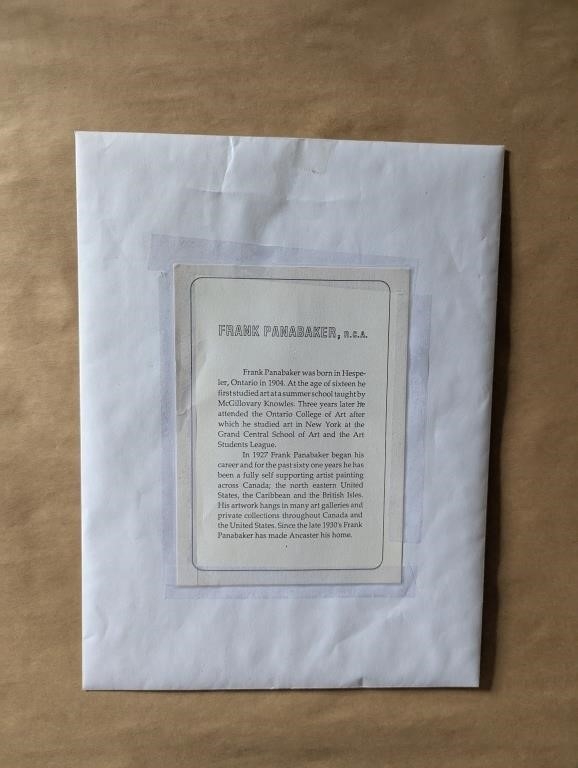 FRANK PANABAKER, R.C.A.
Frank Panabaker was born in Hespe-
ler, Ontario in 1904. At the age of sixteen he
first studied art at a summer school taught by
McGillovary Knowles. Three years later he
attended the Ontario College of Art after
which he studied art in New York at the
Grand Central School of Art and the Art
Students League.
In 1927 Frank Panabaker began his
career and for the past sixty one years he has
been a fully self supporting artist painting
across Canada; the north eastern United
States, the Caribbean and the British Isles.
His artwork hangs in many art galleries and
private collections throughout Canada and
the United States. Since the late 1930's Frank
Panabaker has made Ancaster his home.